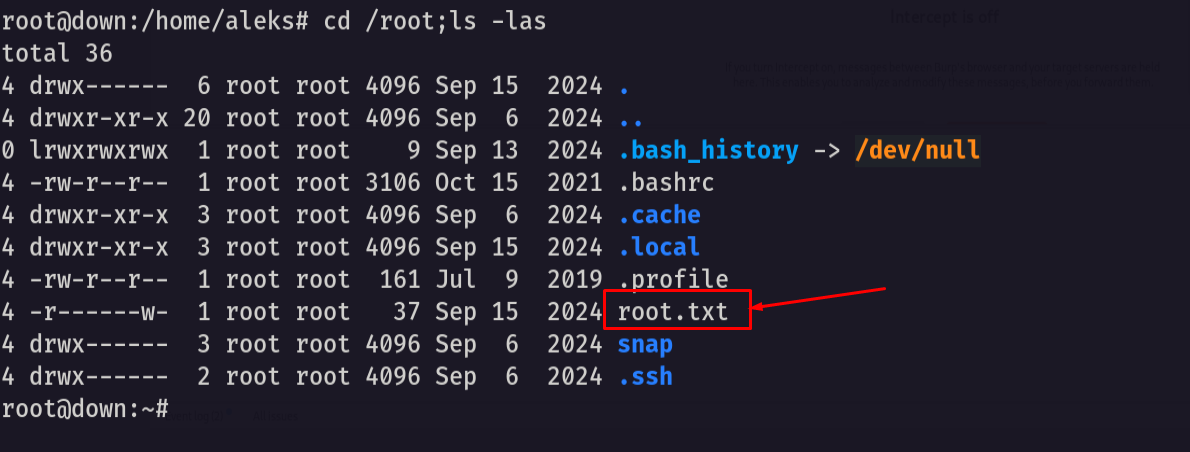 root@down:/home/aleks# cd /root;ls -las
total 36
4 drwx------  6 root root 4096 Sep 15  2024 .
4 drwxr-xr-x 20 root root 4096 Sep  6  2024 ..
0 lrwxrwxrwx  1 root root    9 Sep 13  2024 .bash_history -> /dev/null
4 -rw-r--r--  1 root root 3106 Oct 15  2021 .bashrc
4 drwxr-xr-x  3 root root 4096 Sep  6  2024 .cache
4 drwxr-xr-x  3 root root 4096 Sep 15  2024 .local
4 -rw-r--r--  1 root root  161 Jul  9  2019 .profile
4 -r------w-  1 root root   37 Sep 15  2024 root.txt
4 drwx------  3 root root 4096 Sep  6  2024 snap
4 drwx------  2 root root 4096 Sep  6  2024 .ssh
root@down:~#
Intercept is off